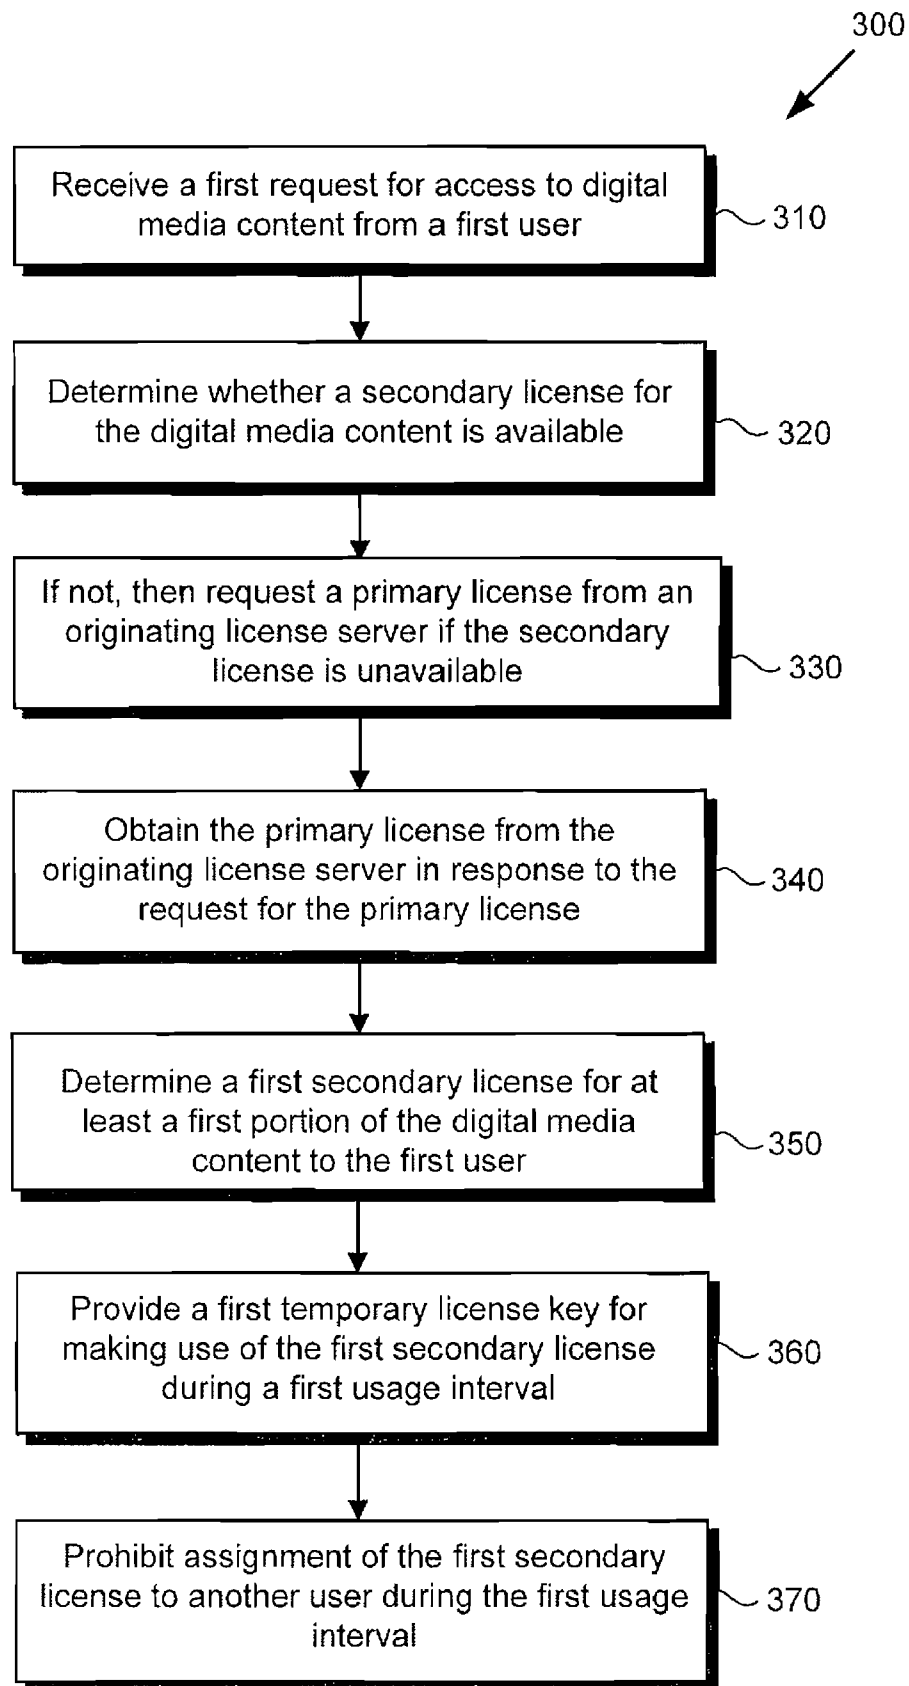 300
Receive a first request for access to digital
media content from a first user
310
Determine whether a secondary license for
the digital media content is available
320
If not, then request a primary license from an
originating license server if the secondary
license is unavailable
330
Obtain the primary license from the
originating license server in response to the
request for the primary license
340
Determine a first secondary license for at
least a first portion of the digital media
content to the first user
350
Provide a first temporary license key for
making use of the first secondary license
during a first usage interval
360
Prohibit assignment of the first secondary
license to another user during the first usage
interval
370